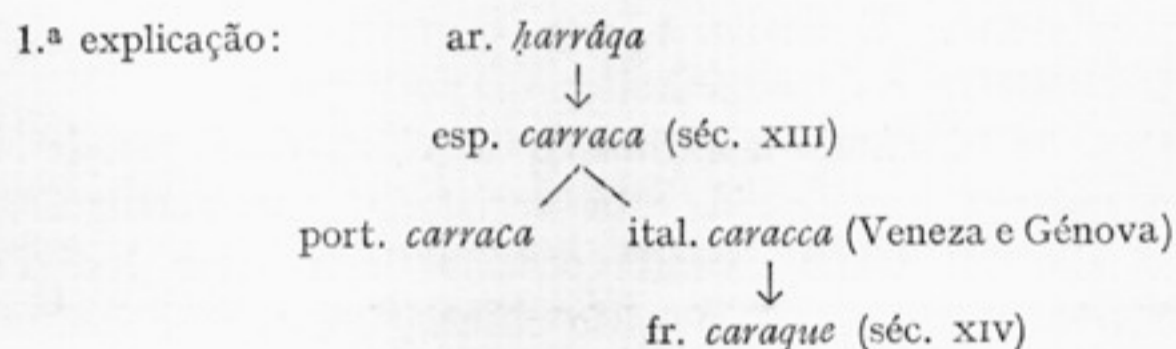 1.ª explicação: ar. ḥarrâqa
↓
esp. carraca (séc. XIII)
port. carraca ital. caracca (Veneza e Génova)
↓
fr. caraque (séc. XIV)